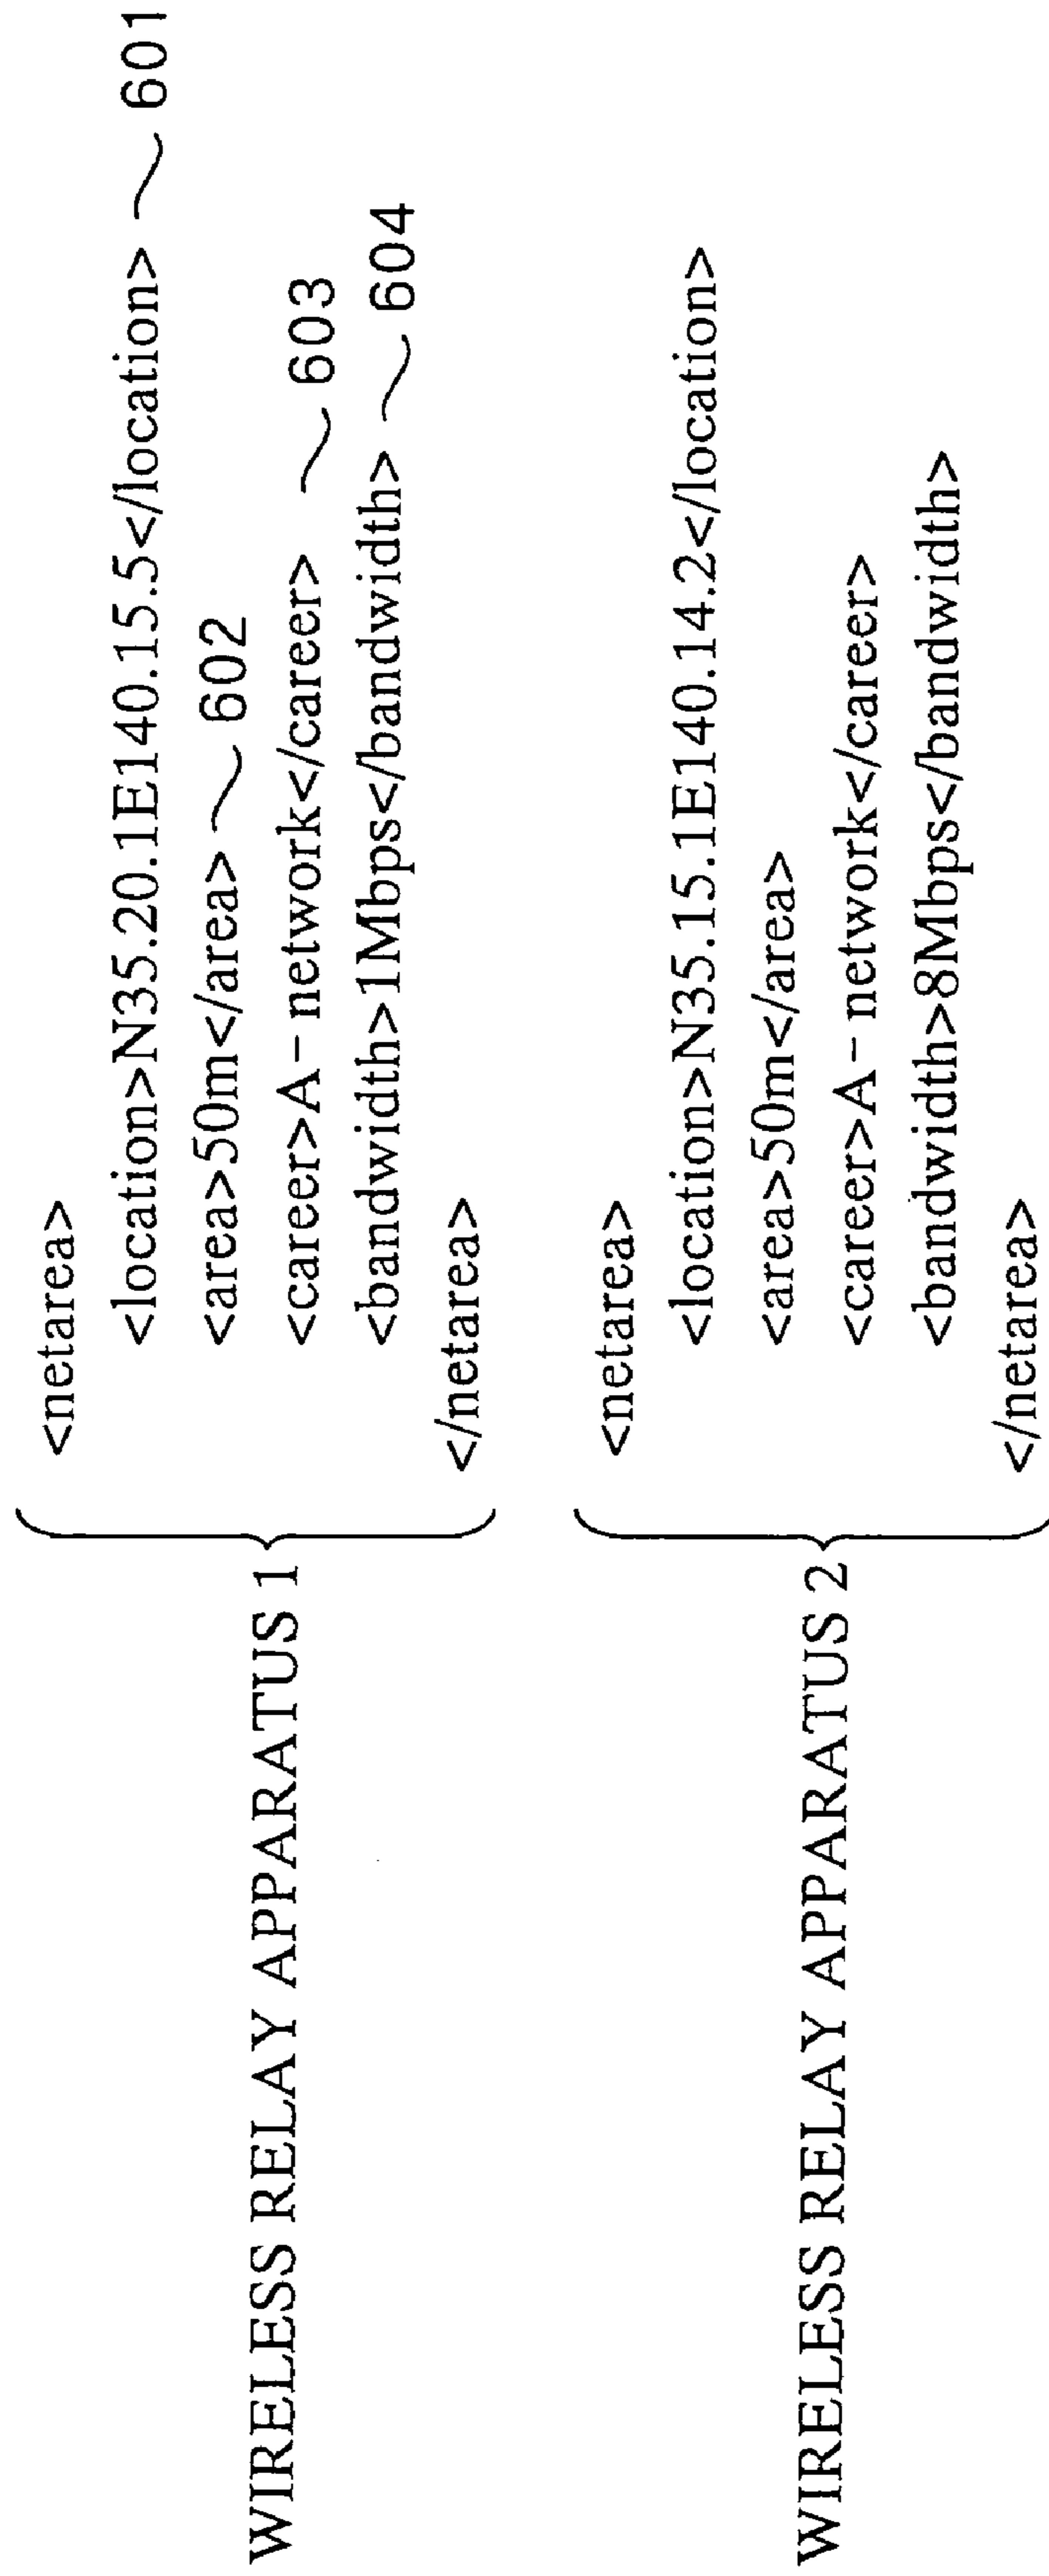 WIRELESS RELAY APPARATUS 1
<netarea>
<location>N35.20.1E140.15.5</location> 601
<area>50m</area> 602
<career>A-network</career> 603
<bandwidth>1Mbps</bandwidth> 604
</netarea>
WIRELESS RELAY APPARATUS 2
<netarea>
<location>N35.15.1E140.14.2</location>
<area>50m</area>
<career>A-network</career>
<bandwidth>8Mbps</bandwidth>
</netarea>